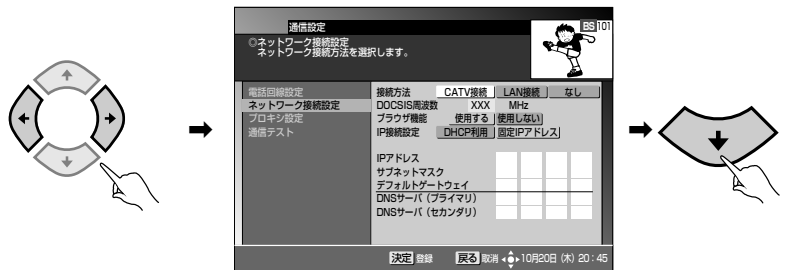 通信設定
BS 101
◎ネットワーク接続設定
ネットワーク接続方法を選択します。
電話回線設定
ネットワーク接続設定
プロキシ設定
通信テスト
接続方法 CATV接続 LAN接続 なし
DOCSIS周波数 XXX MHz
ブラウザ機能 使用する 使用しない
IP接続設定 DHCP利用 固定IPアドレス
IPアドレス
サブネットマスク
デフォルトゲートウェイ
DNSサーバ（プライマリ）
DNSサーバ（セカンダリ）
決定 登録 戻る 取消 10月20日（木）20：45